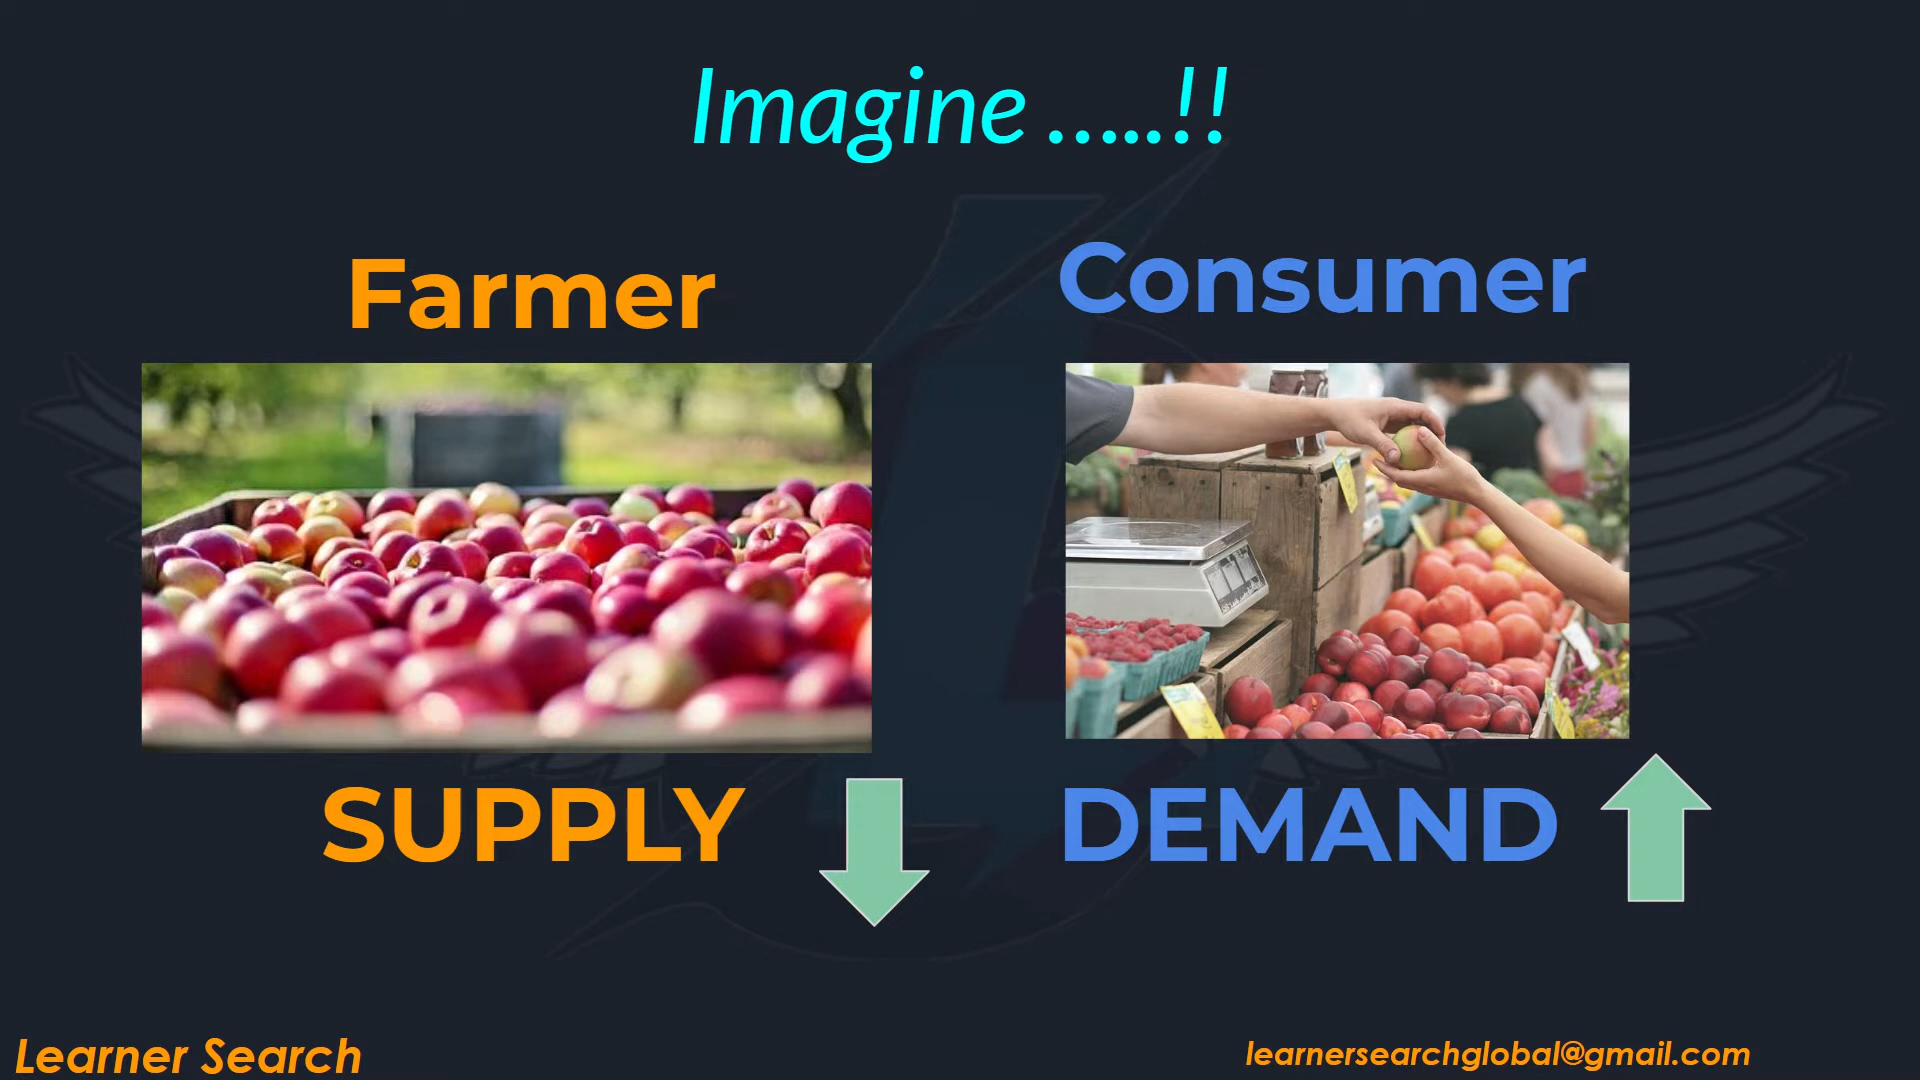 Imagine .....!!
Farmer
Consumer
SUPPLY
DEMAND
Learner Search
learnersearchglobal@gmail.com